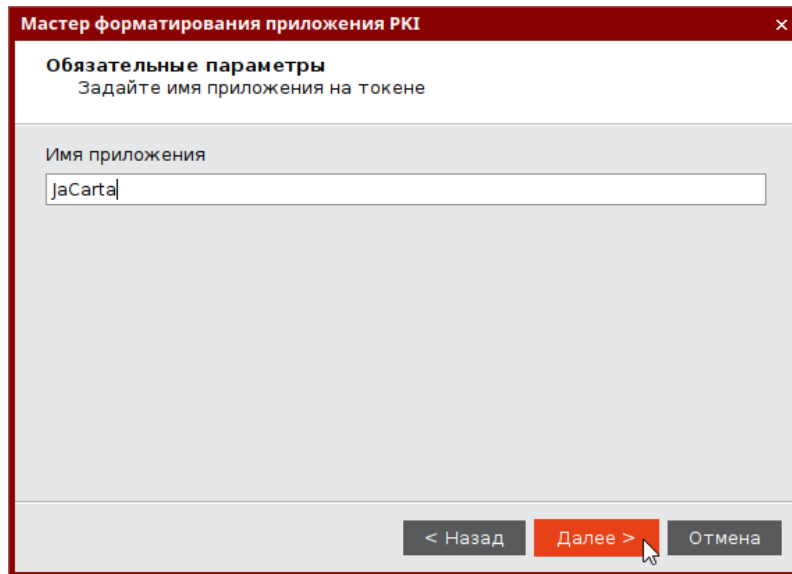 Мастер форматирования приложения PKI
Обязательные параметры
Задайте имя приложения на токене
Имя приложения
JaCarta
< Назад
Далее >
Отмена